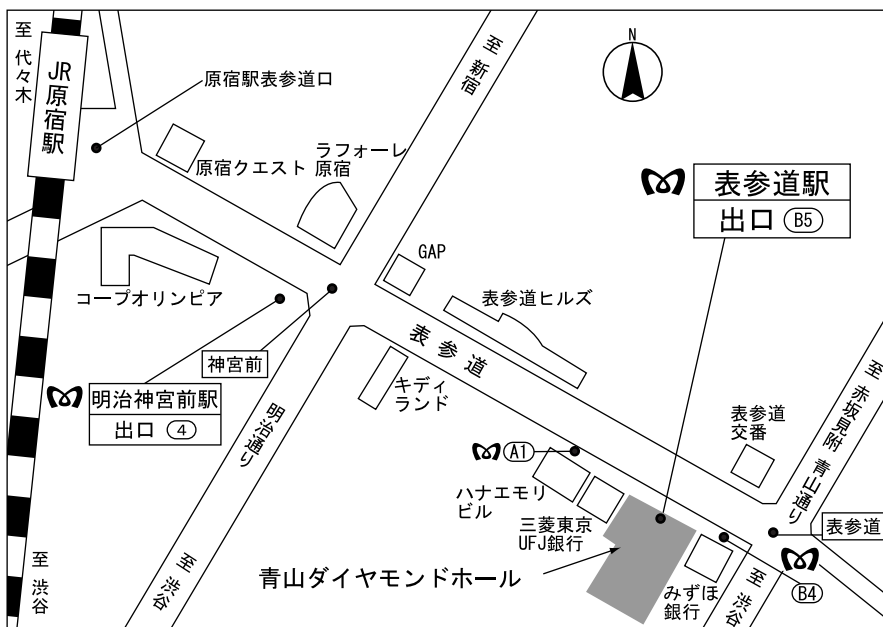 至 代々木
JR原宿駅
原宿駅表参道口
至 新宿
N
原宿クエスト
ラフォーレ
原宿
表参道駅
出口 B5
GAP
コープオリンピア
表参道ヒルズ
神宮前
表参道
明治神宮前駅
出口 4
キディ
ランド
明治通り
至 赤坂見附
青山通り
表参道
交番
A1
ハナエモリ
ビル
三菱東京
UFJ銀行
表参道
至 渋谷
至 渋谷
青山ダイヤモンドホール
みずほ
銀行
至 渋谷
B4